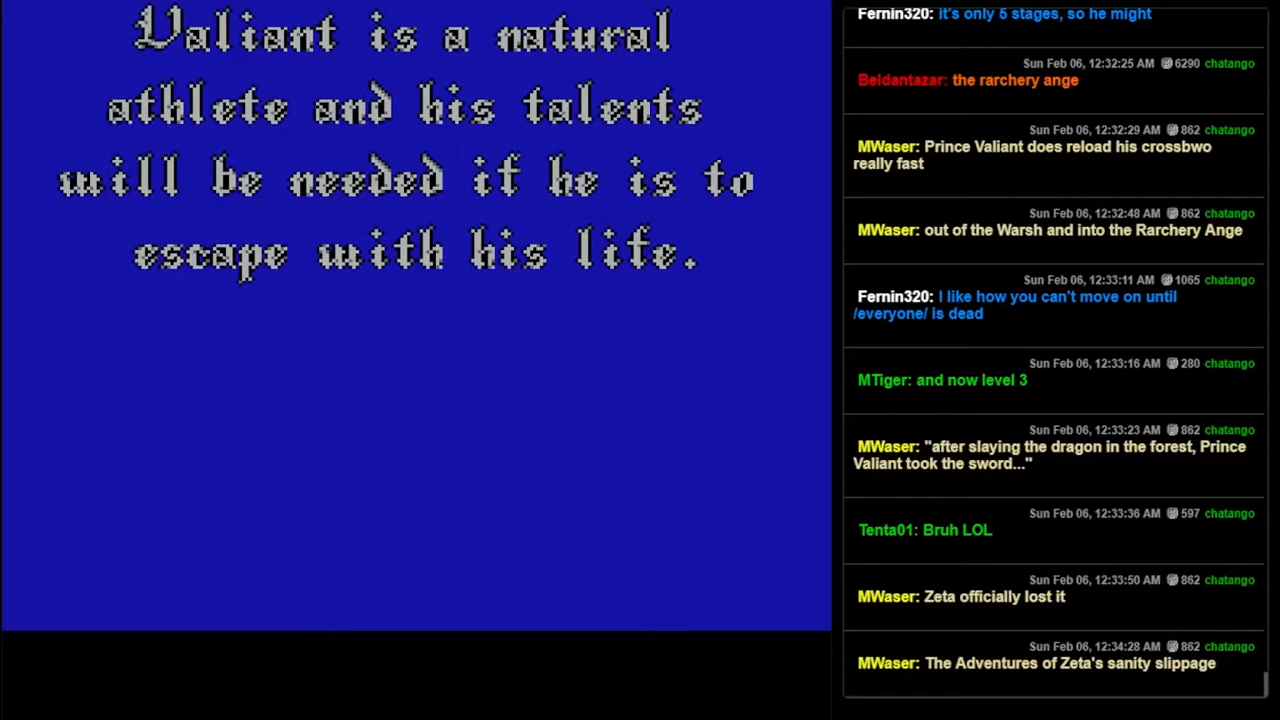 Valiant is a natural
athlete and his talents
will be needed if he is to
escape with his life.
Fernin320: it's only 5 stages, so he might
Sun Feb 06, 12:32:25 AM 6290 chatango
Beldantazar: the rarchery ange
Sun Feb 06, 12:32:29 AM 862 chatango
MWaser: Prince Valiant does reload his crossbwo
really fast
Sun Feb 06, 12:32:48 AM 862 chatango
MWaser: out of the Warsh and into the Rarchery Ange
Sun Feb 06, 12:33:11 AM 1065 chatango
Fernin320: I like how you can't move on until
/everyone/ is dead
Sun Feb 06, 12:33:16 AM 280 chatango
MTiger: and now level 3
Sun Feb 06, 12:33:23 AM 862 chatango
MWaser: "after slaying the dragon in the forest, Prince
Valiant took the sword..."
Sun Feb 06, 12:33:36 AM 597 chatango
Tenta01: Bruh LOL
Sun Feb 06, 12:33:50 AM 862 chatango
MWaser: Zeta officially lost it
Sun Feb 06, 12:34:28 AM 862 chatango
MWaser: The Adventures of Zeta's sanity slippage